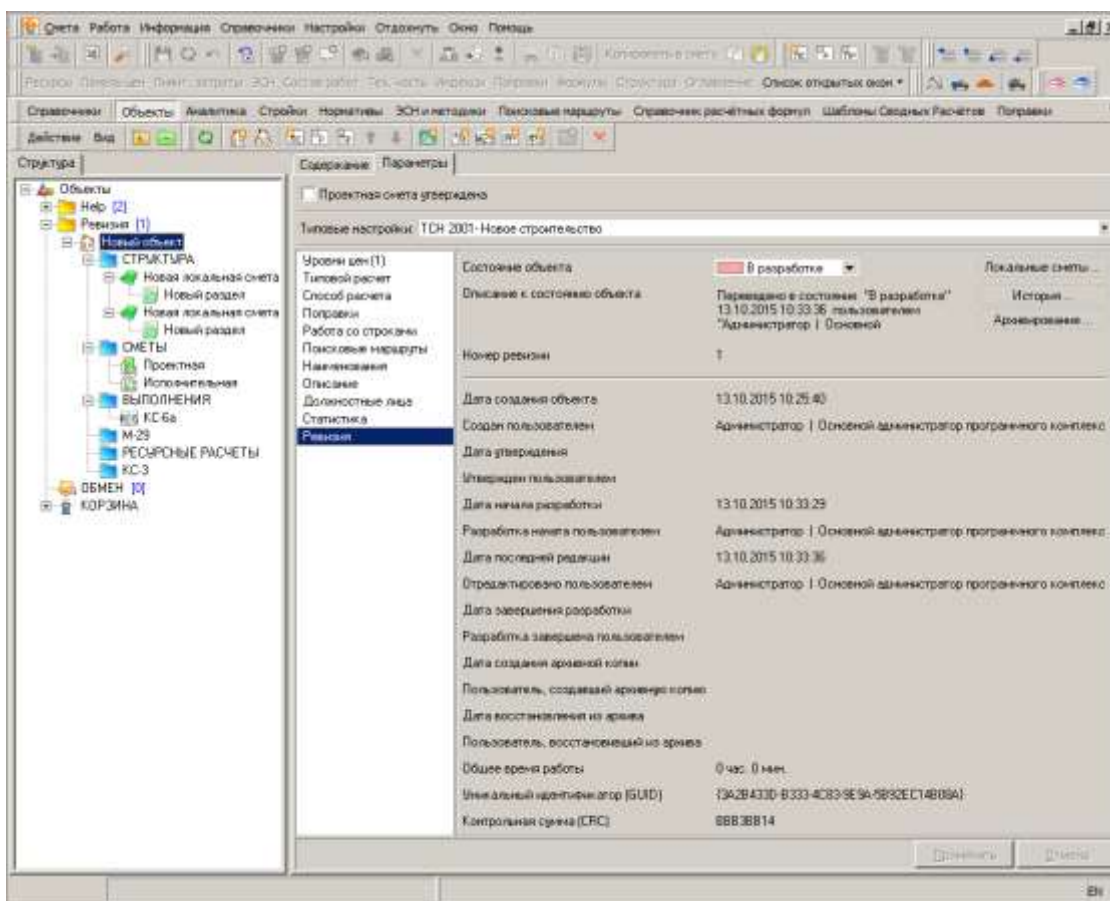 Смета Работа Информация Справочники Настройки Отдохнуть Окно Помощь
Список открытых окон
Справочники Объекты Аналитика Стройки Нормативы ЭСН и методики Поисковые маршруты Справочник расчётных формул Шаблоны Сводных Расчётов Поправки
Действие Вид
Структура
Содержание Параметры
Объекты
Help [2]
Ревизия [1]
Новый объект
СТРУКТУРА
Новая локальная смета
Новый раздел
Новая локальная смета
Новый раздел
СМЕТЫ
Проектная
Исполнительная
ВЫПОЛНЕНИЯ
КС-6а
М-29
РЕСУРСНЫЕ РАСЧЕТЫ
КС-3
ОБМЕН [0]
КОРЗИНА
Проектная смета утверждена
Типовые настройки: ТСН 2001- Новое строительство
Уровни цен (1)
Типовой расчет
Способ расчета
Поправки
Работа со строками
Поисковые маршруты
Наименования
Описание
Должностные лица
Статистика
Ревизия
Состояние объекта В разработке Локальные сметы ...
Описание к состоянию объекта Переведено в состояние "В разработке"
13.10.2015 10:33:36 пользователем
"Администратор | Основной
История ...
Архивирование ...
Номер ревизии 1
Дата создания объекта 13.10.2015 10:25:40
Создан пользователем Администратор | Основной администратор программного комплекс
Дата утверждения
Утвержден пользователем
Дата начала разработки 13.10.2015 10:33:29
Разработка начата пользователем Администратор | Основной администратор программного комплекс
Дата последней редакции 13.10.2015 10:33:36
Отредактировано пользователем Администратор | Основной администратор программного комплекс
Дата завершения разработки
Разработка завершена пользователем
Дата создания архивной копии
Пользователь, создавший архивную копию
Дата восстановления из архива
Пользователь, восстановивший из архива
Общее время работы 0 час. 0 мин.
Уникальный идентификатор (GUID) {3A2B433D-B333-4C83-9E9A-5B92EC14B08A}
Контрольная сумма (CRC) BBB3BB14
Применить Отмена
EN